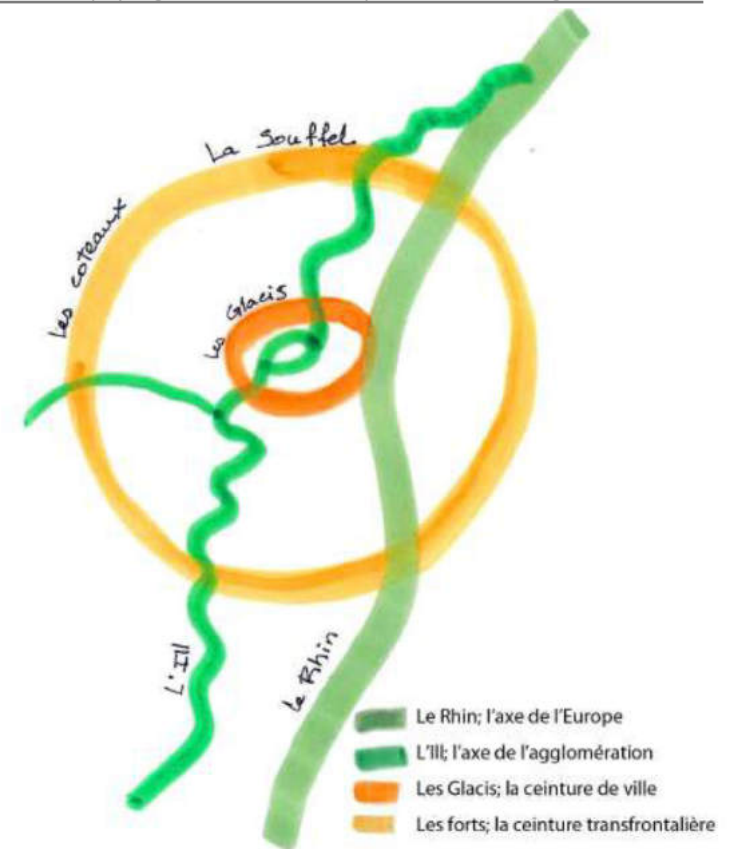 La Souffel
Les coteaux
Les Glacis
L'Ill
Le Rhin
Le Rhin; l'axe de l'Europe
L'Ill; l'axe de l'agglomération
Les Glacis; la ceinture de ville
Les forts; la ceinture transfrontalière